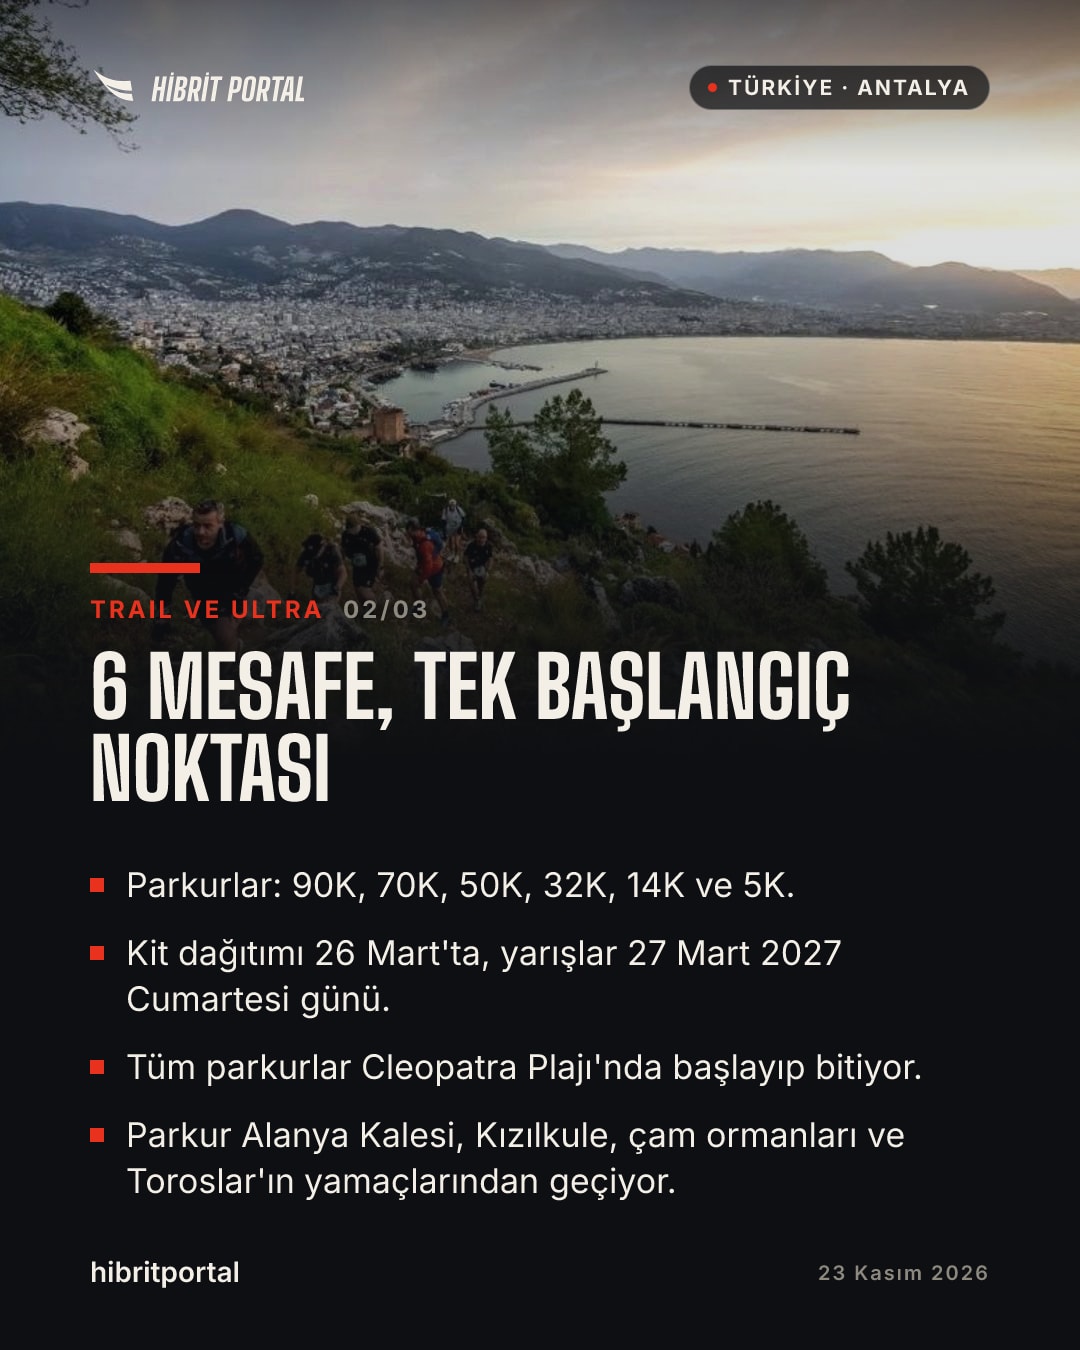 HİBRİT PORTAL
TÜRKİYE · ANTALYA
TRAIL VE ULTRA 02/03
6 MESAFE, TEK BAŞLANGIÇ
NOKTASI
Parkurlar: 90K, 70K, 50K, 32K, 14K ve 5K.
Kit dağıtımı 26 Mart'ta, yarışlar 27 Mart 2027
Cumartesi günü.
Tüm parkurlar Cleopatra Plajı'nda başlayıp bitiyor.
Parkur Alanya Kalesi, Kızılkule, çam ormanları ve
Toroslar'ın yamaçlarından geçiyor.
hibritportal
23 Kasım 2026